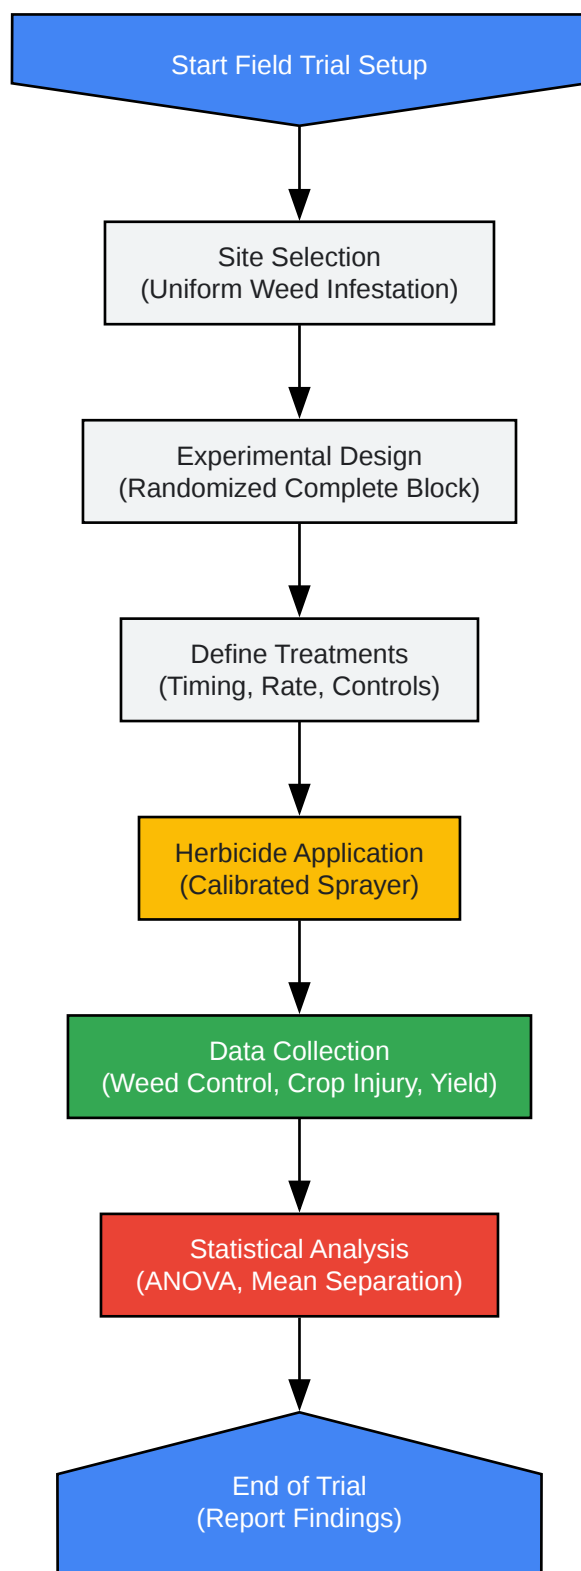 Start Field Trial Setup
Site Selection
(Uniform Weed Infestation)
Experimental Design
(Randomized Complete Block)
Define Treatments
(Timing, Rate, Controls)
Herbicide Application
(Calibrated Sprayer)
Data Collection
(Weed Control, Crop Injury, Yield)
Statistical Analysis
(ANOVA, Mean Separation)
End of Trial
(Report Findings)